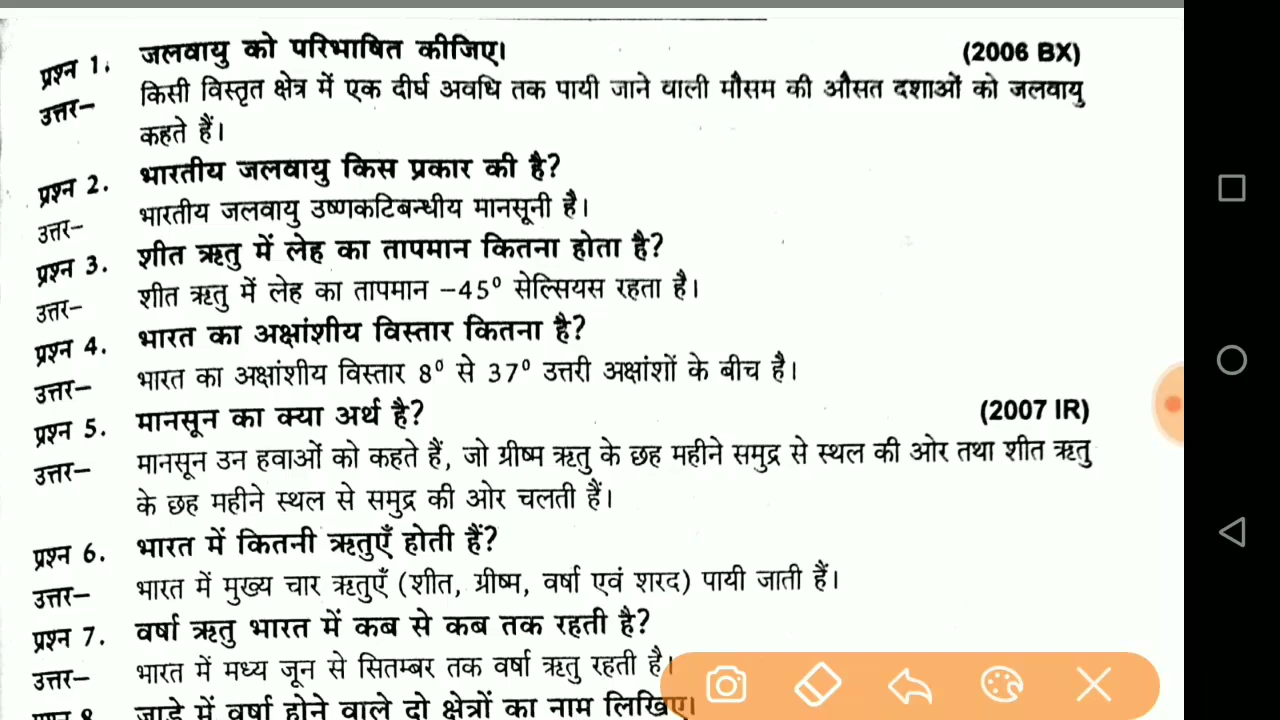 प्रश्न 1. जलवायु को परिभाषित कीजिए। (2006 BX)
उत्तर– किसी विस्तृत क्षेत्र में एक दीर्घ अवधि तक पायी जाने वाली मौसम की औसत दशाओं को जलवायु
कहते हैं।
प्रश्न 2. भारतीय जलवायु किस प्रकार की है?
उत्तर– भारतीय जलवायु उष्णकटिबन्धीय मानसूनी है।
प्रश्न 3. शीत ऋतु में लेह का तापमान कितना होता है?
उत्तर– शीत ऋतु में लेह का तापमान –45° सेल्सियस रहता है।
प्रश्न 4. भारत का अक्षांशीय विस्तार कितना है?
उत्तर– भारत का अक्षांशीय विस्तार 8° से 37° उत्तरी अक्षांशों के बीच है।
प्रश्न 5. मानसून का क्या अर्थ है? (2007 IR)
उत्तर– मानसून उन हवाओं को कहते हैं, जो ग्रीष्म ऋतु के छह महीने समुद्र से स्थल की ओर तथा शीत ऋतु
के छह महीने स्थल से समुद्र की ओर चलती हैं।
प्रश्न 6. भारत में कितनी ऋतुएँ होती हैं?
उत्तर– भारत में मुख्य चार ऋतुएँ (शीत, ग्रीष्म, वर्षा एवं शरद) पायी जाती हैं।
प्रश्न 7. वर्षा ऋतु भारत में कब से कब तक रहती है?
उत्तर– भारत में मध्य जून से सितम्बर तक वर्षा ऋतु रहती है।
प्रश्न 8. जाड़े में वर्षा होने वाले दो क्षेत्रों का नाम लिखिए।